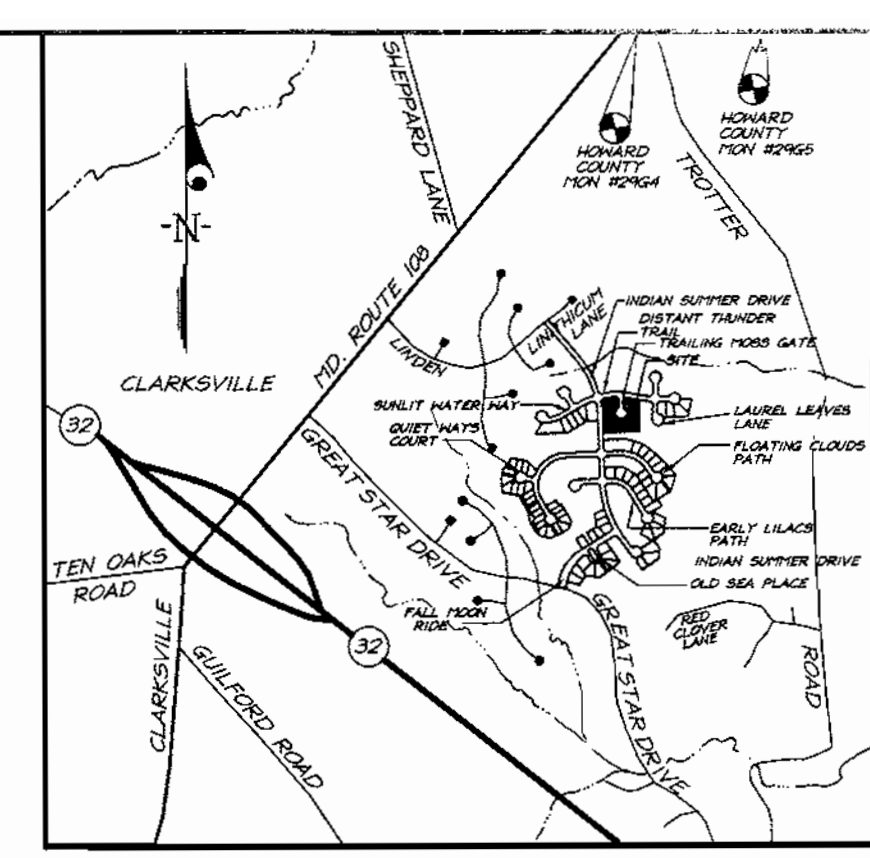 SHEPPARD LANE
HOWARD
COUNTY
MON #29G4
HOWARD
COUNTY
MON #29G5
TROTTER
-N-
MD. ROUTE 108
CLARKSVILLE
LINDEN
LINTHICUM
LANE
INDIAN SUMMER DRIVE
DISTANT THUNDER
TRAIL
TRAILING MOSS GATE
SITE
SUNLIT WATER WAY
QUIET WAYS
COURT
LAUREL LEAVES
LANE
FLOATING CLOUDS
PATH
32
GREAT STAR DRIVE
EARLY LILACS
PATH
INDIAN SUMMER DRIVE
OLD SEA PLACE
TEN OAKS
ROAD
FALL MOON
RIDE
RED
CLOVER
LANE
32
CLARKSVILLE
GUILFORD ROAD
GREAT STAR DRIVE
ROAD